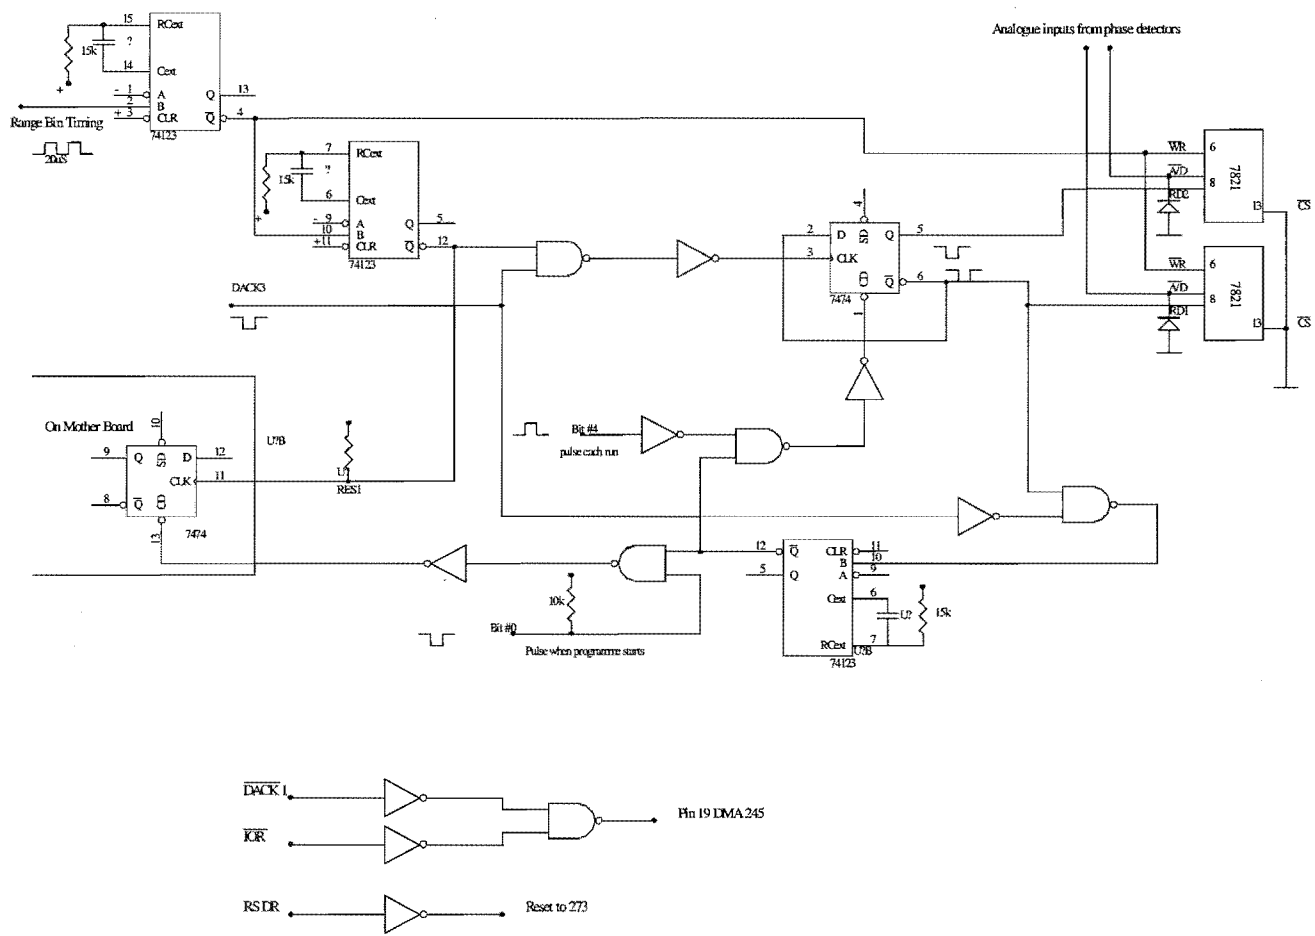 Analogue inputs from phase detectors
15 RCext
15k ?
14 Cext
+
- 1 A Q 13
2 B
+ 3 CLR Q 4
74123
Range Bin Timing
20uS
7 RCext
15k ?
6 Cext
+
- 9 A Q 5
10 B
+11 CLR Q 12
74123
WR 6
A/D
8
RD2
7821
13
CS
4
2 D SD Q 5
3 CLK
CD Q 6
7474
1
WR 6
A/D
8
RD1
7821
13
CS
DACK3
On Mother Board
U?B
10
9 Q SD D 12
CLK 11
8 Q CD
7474
13
U?
RES1
Bit #4
pulse each run
12 Q CLR 11
B 10
5 Q A 9
Cext 6
U? 15k
RCext 7
U?B
74123
10k
Bit #0
Pulse when programme starts
DACK 1
IOR
Pin 19 DMA 245
RS DR
Reset to 273